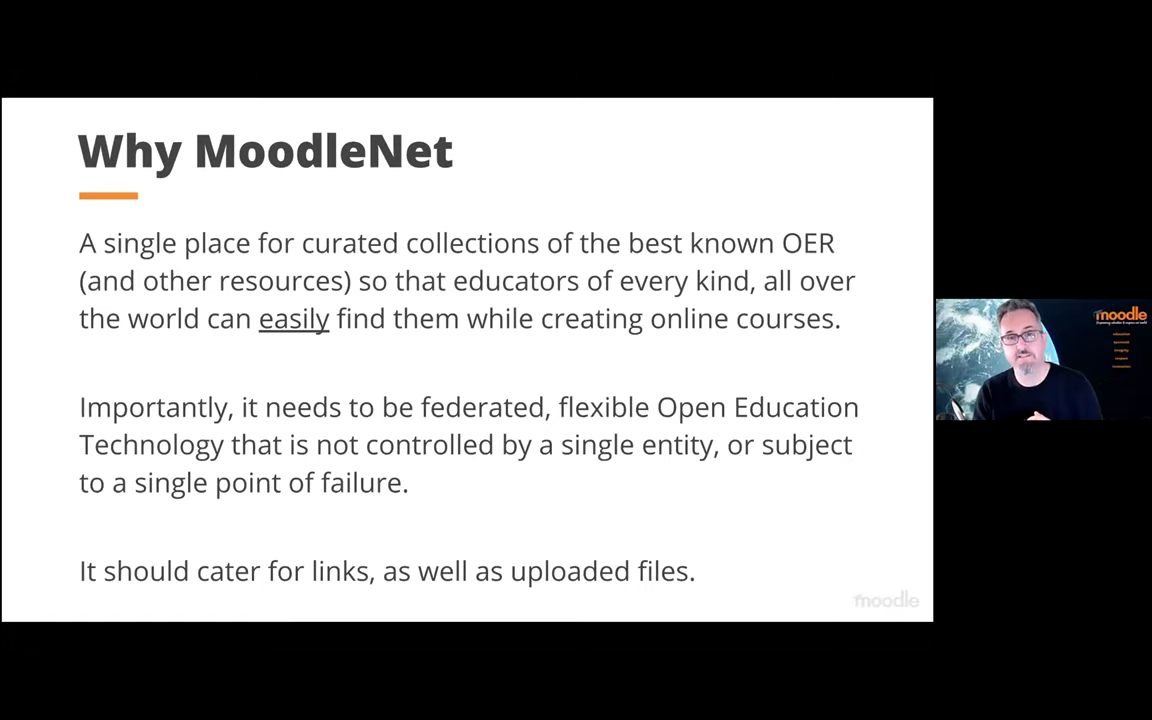 Why MoodleNet
A single place for curated collections of the best known OER
(and other resources) so that educators of every kind, all over
the world can easily find them while creating online courses.
Importantly, it needs to be federated, flexible Open Education
Technology that is not controlled by a single entity, or subject
to a single point of failure.
It should cater for links, as well as uploaded files.
moodle
moodle